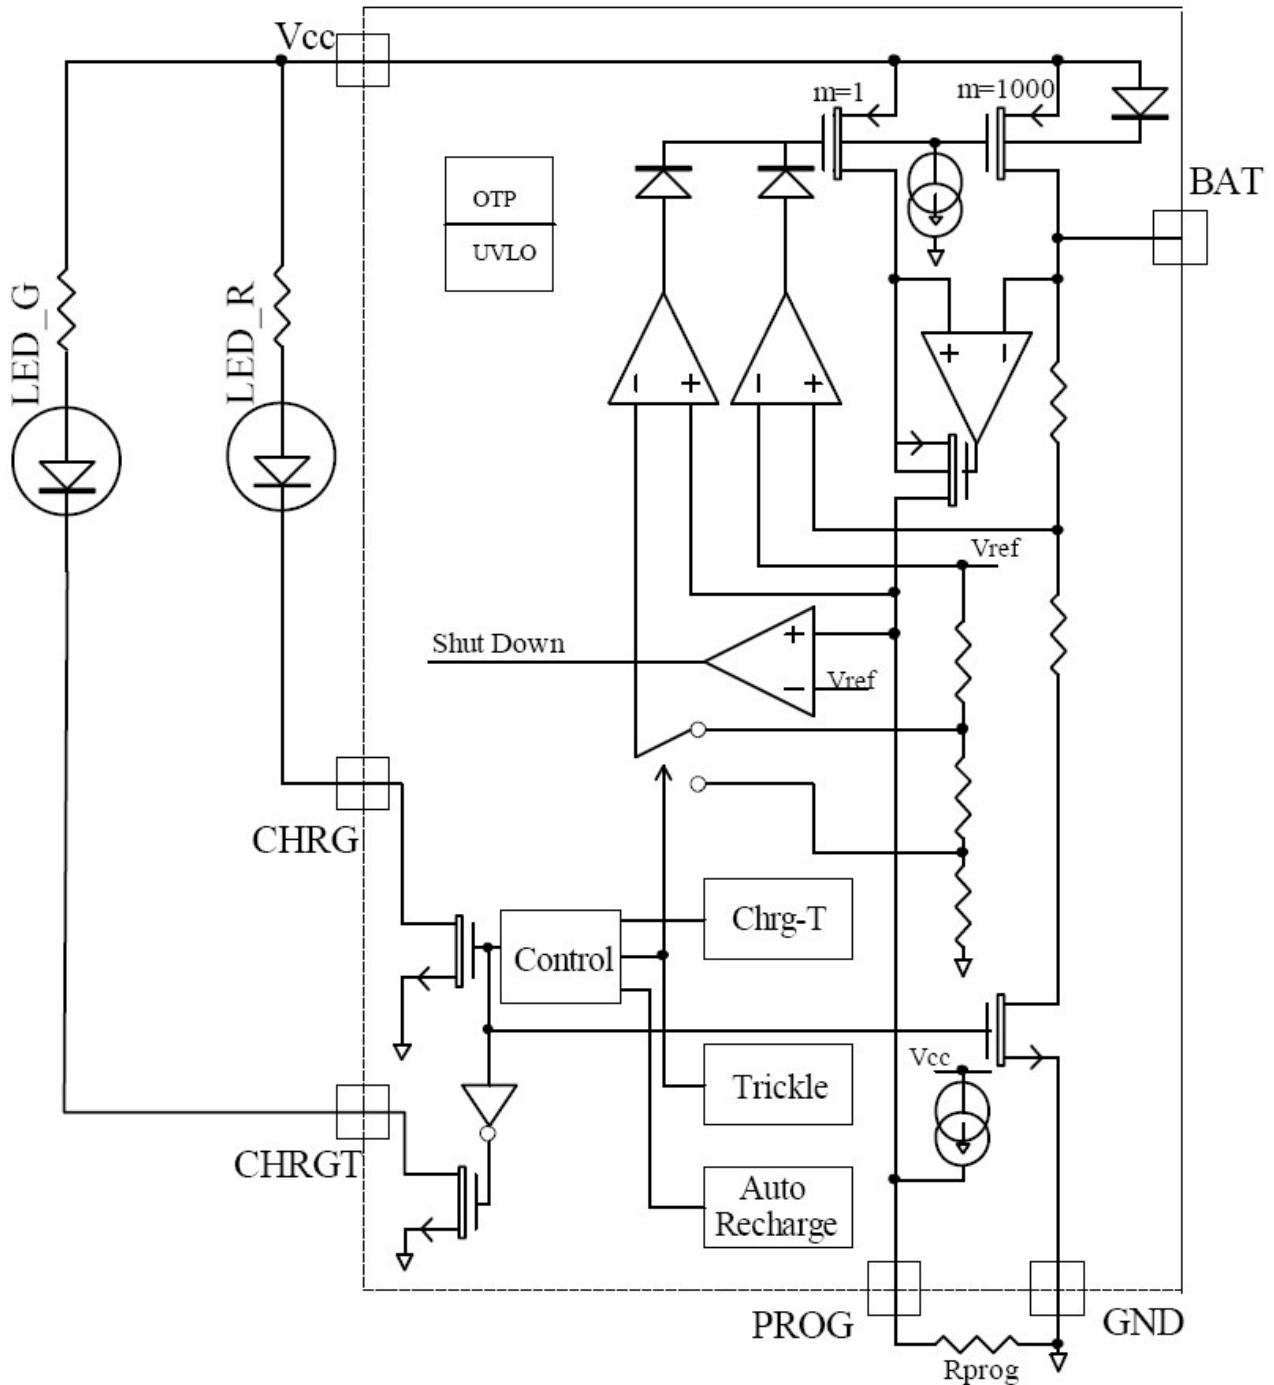 Vcc
m=1
m=1000
BAT
OTP
UVLO
LED_G
LED_R
+
−
−
+
−
+
Vref
Shut Down
+
Vref
−
CHRG
Chrg-T
Control
Vcc
Trickle
CHRGT
Auto
Recharge
PROG
GND
Rprog